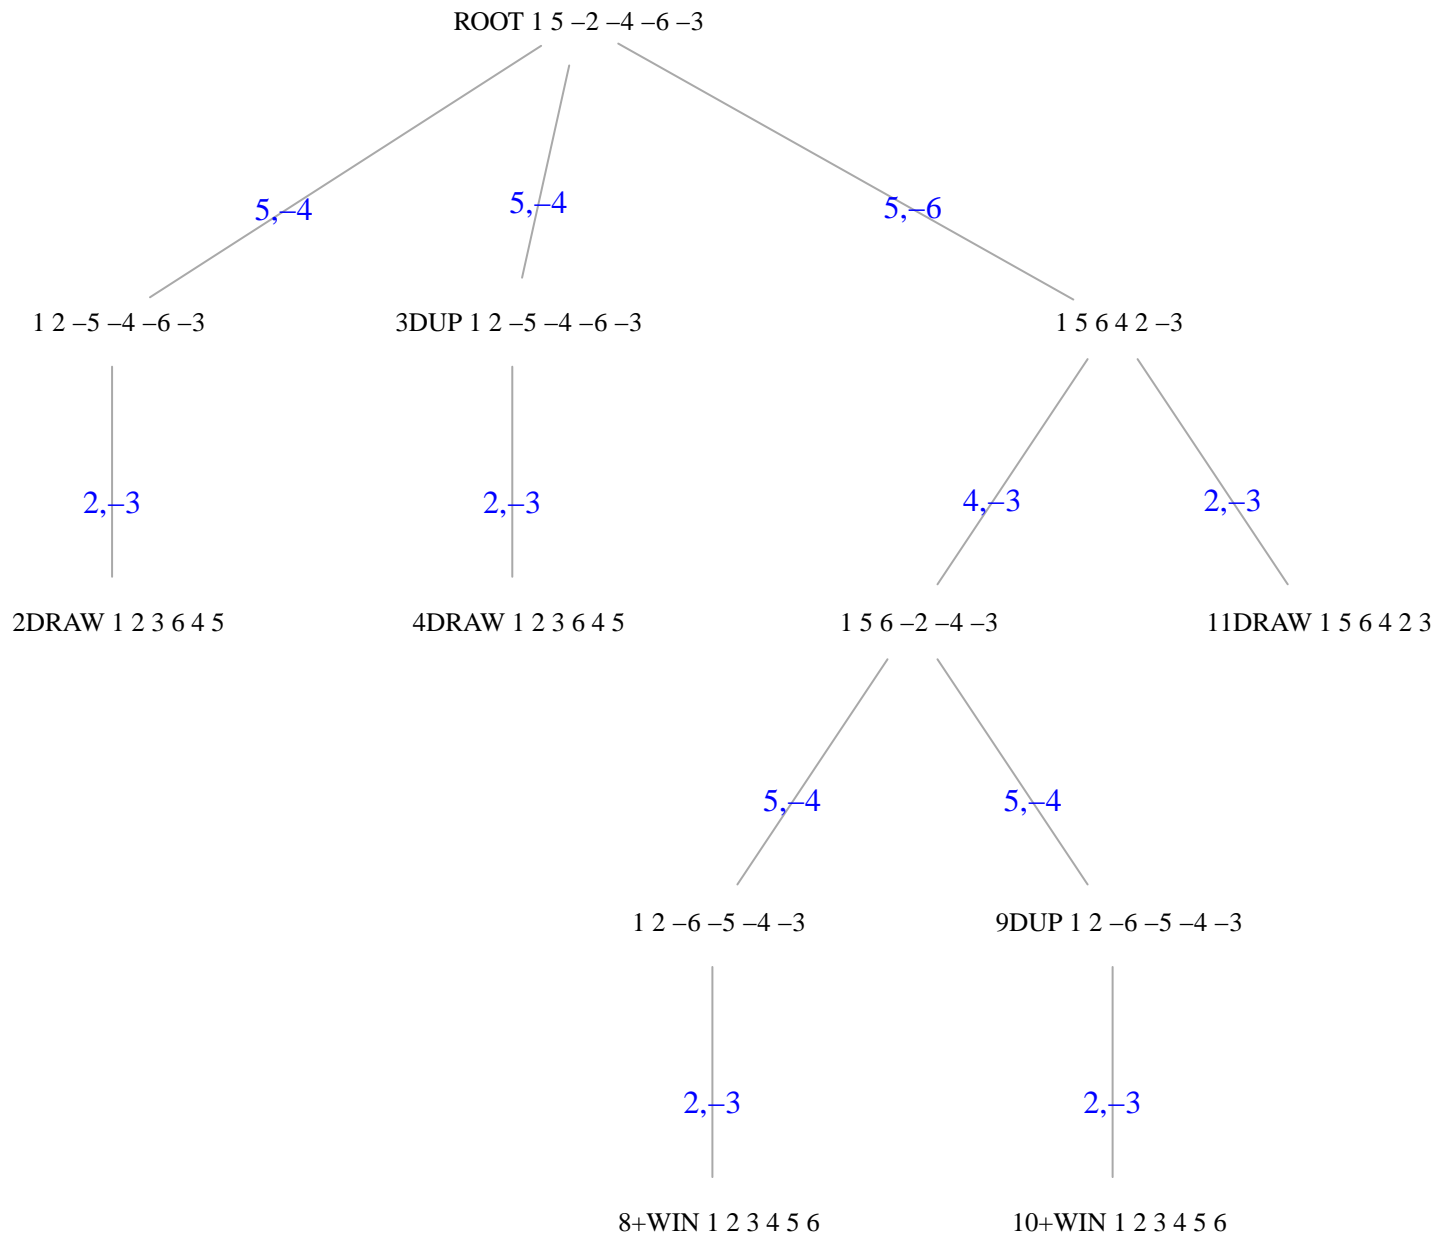 ROOT 1 5 –2 –4 –6 –3
5,–4
5,–4
5,–6
1 2 –5 –4 –6 –3
3DUP 1 2 –5 –4 –6 –3
1 5 6 4 2 –3
2,–3
2,–3
4,–3
2,–3
2DRAW 1 2 3 6 4 5
4DRAW 1 2 3 6 4 5
1 5 6 –2 –4 –3
11DRAW 1 5 6 4 2 3
5,–4
5,–4
1 2 –6 –5 –4 –3
9DUP 1 2 –6 –5 –4 –3
2,–3
2,–3
8+WIN 1 2 3 4 5 6
10+WIN 1 2 3 4 5 6